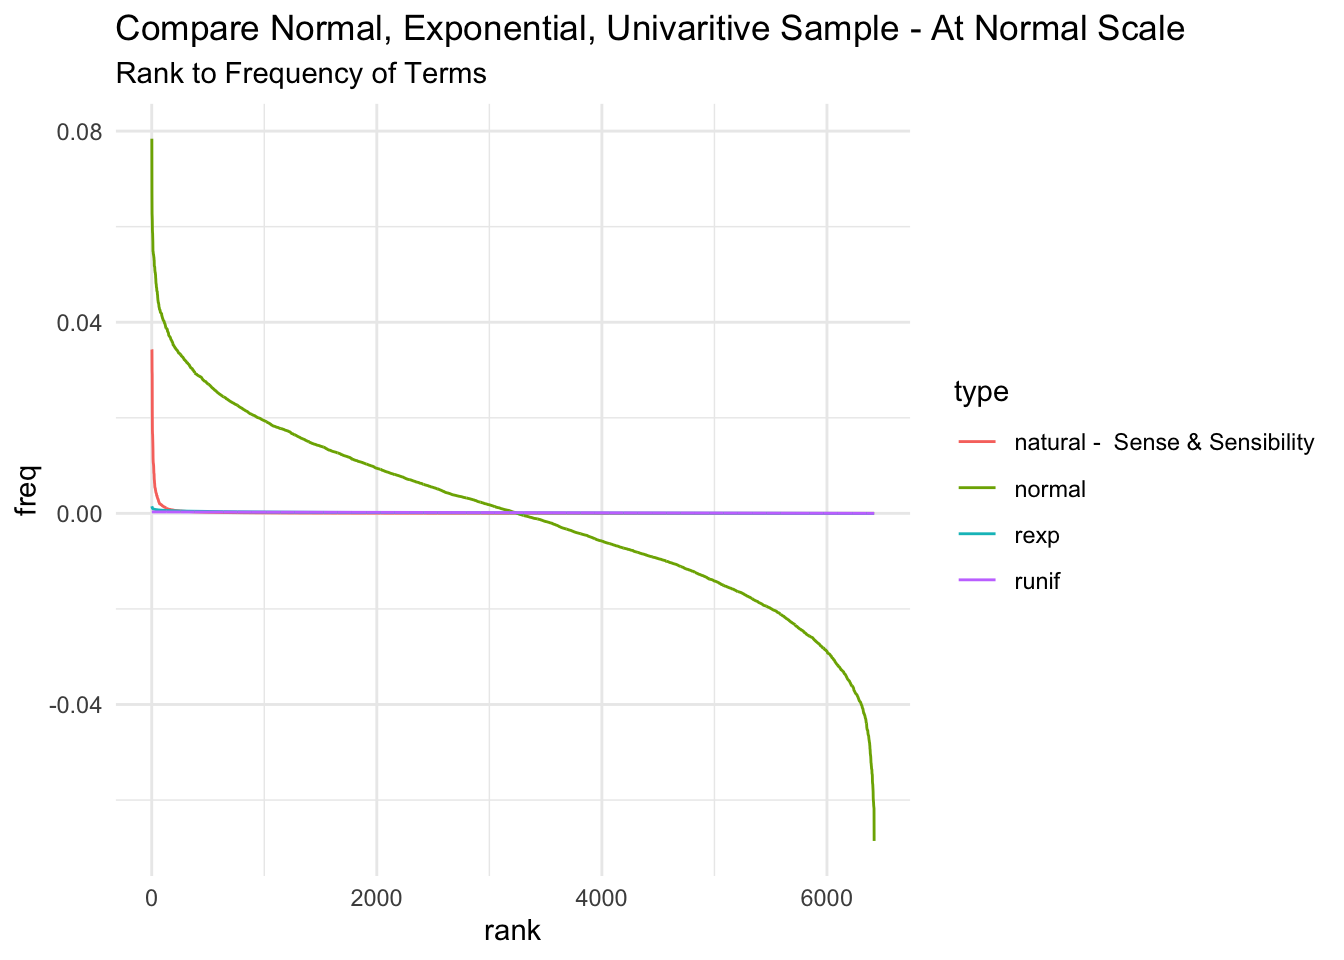 Compare Normal, Exponential, Univaritive Sample - At Normal Scale
Rank to Frequency of Terms
0.08
0.04
0.00
-0.04
freq
0
2000
4000
6000
rank
type
natural -  Sense & Sensibility
normal
rexp
runif